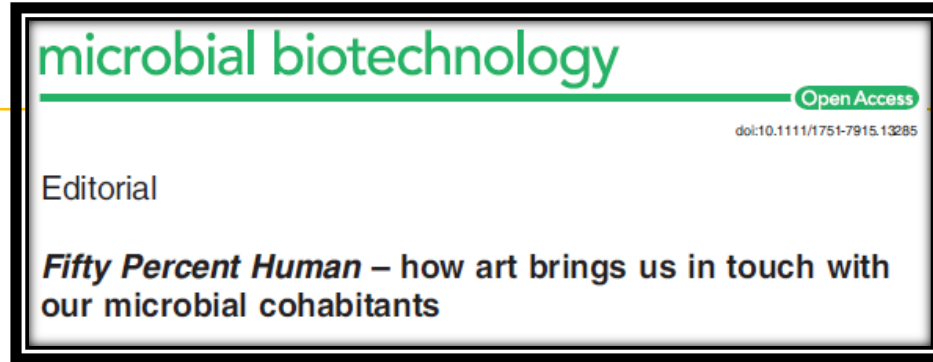 microbial biotechnology
Open Access
doi:10.1111/1751-7915.13285
Editorial
Fifty Percent Human – how art brings us in touch with
our microbial cohabitants